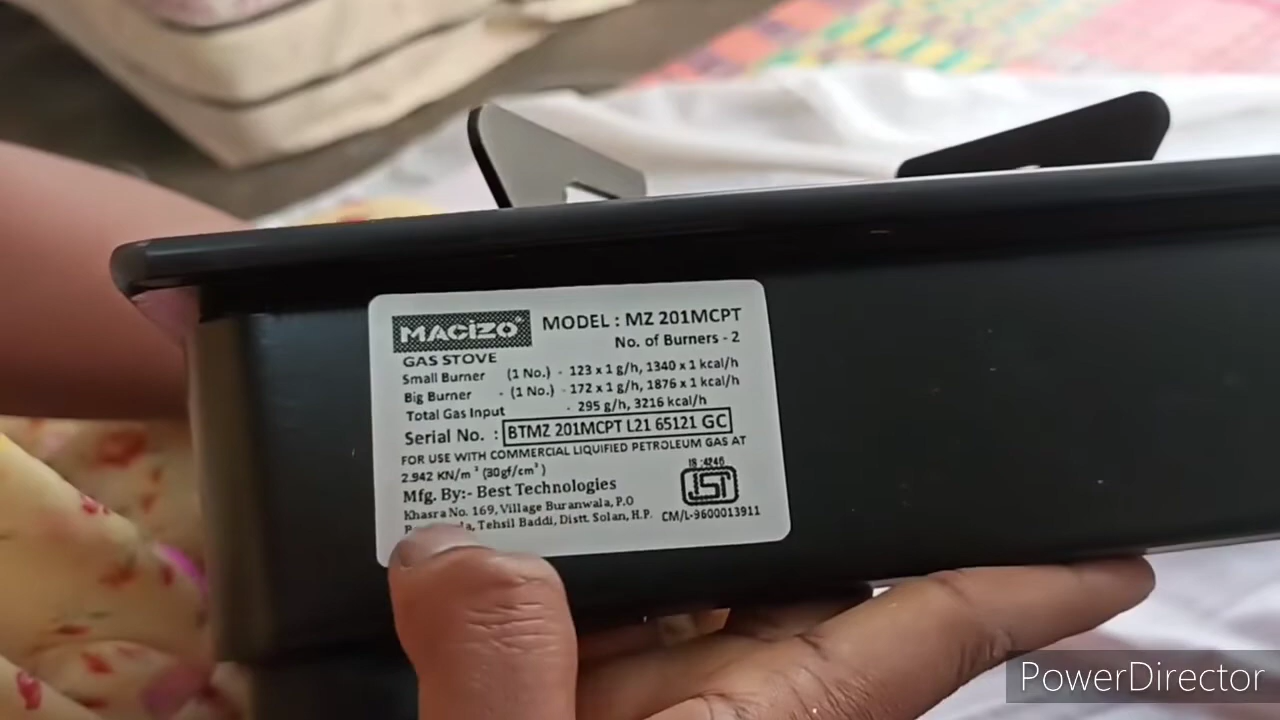 MACIZO MODEL : MZ 201MCPT
GAS STOVE No. of Burners - 2
Small Burner (1 No.) - 123 x 1 g/h, 1340 x 1 kcal/h
Big Burner - (1 No.) - 172 x 1 g/h, 1876 x 1 kcal/h
Total Gas Input - 295 g/h, 3216 kcal/h
Serial No. : BTMZ 201MCPT L21 65121 GC
FOR USE WITH COMMERCIAL LIQUIFIED PETROLEUM GAS AT
2.942 KN/m² (30gf/cm²)
IS :4246
ISI
Mfg. By:- Best Technologies
Khasra No. 169, Village Buranwala, P.O
Tehsil Baddi, Distt. Solan, H.P.
CM/L-9600013911
PowerDirector